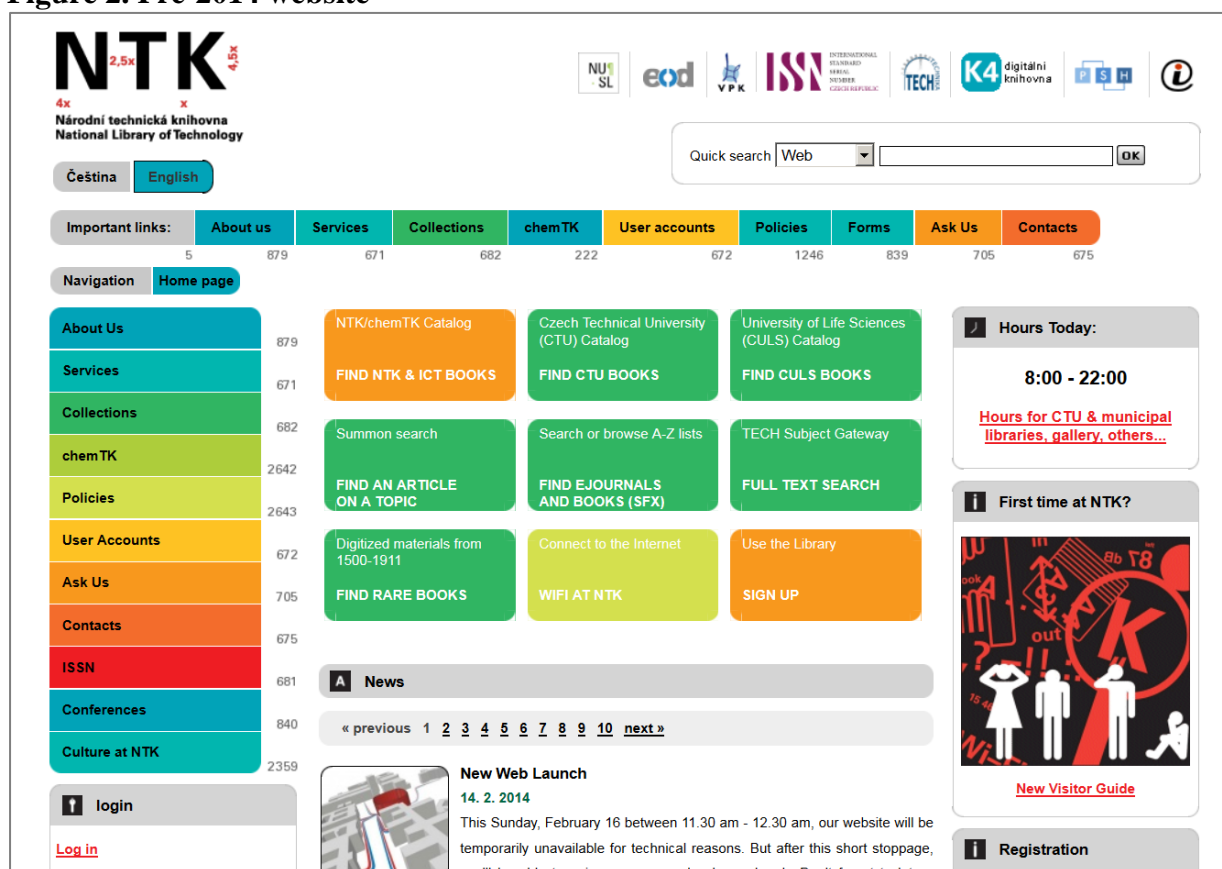 Figure 2. Pre-2014 website
NTK
2,5x
4,5x
4x
x
Národní technická knihovna
National Library of Technology
NU¶
SL
eod
VPK
ISSN
INTERNATIONAL
STANDARD
SERIAL
NUMBER
CZECH REPUBLIC
TECH
K4 digitální
knihovna
P S H
i
Quick search Web OK
Čeština English
Important links: About us Services Collections chemTK User accounts Policies Forms Ask Us Contacts
5 879 671 682 222 672 1246 839 705 675
Navigation Home page
About Us
879
Services
671
Collections
682
chemTK
2642
Policies
2643
User Accounts
672
Ask Us
705
Contacts
675
ISSN
681
Conferences
840
Culture at NTK
2359
login
Log in
NTK/chemTK Catalog
FIND NTK & ICT BOOKS
Czech Technical University
(CTU) Catalog
FIND CTU BOOKS
University of Life Sciences
(CULS) Catalog
FIND CULS BOOKS
Summon search
FIND AN ARTICLE
ON A TOPIC
Search or browse A-Z lists
FIND EJOURNALS
AND BOOKS (SFX)
TECH Subject Gateway
FULL TEXT SEARCH
Digitized materials from
1500-1911
FIND RARE BOOKS
Connect to the Internet
WIFI AT NTK
Use the Library
SIGN UP
A News
« previous 1 2 3 4 5 6 7 8 9 10 next »
New Web Launch
14. 2. 2014
This Sunday, February 16 between 11.30 am - 12.30 am, our website will be
temporarily unavailable for technical reasons. But after this short stoppage,
Hours Today:
8:00 - 22:00
Hours for CTU & municipal
libraries, gallery, others...
i First time at NTK?
in
87 Bd
ook
out
K
15 46
Wi-
New Visitor Guide
i Registration